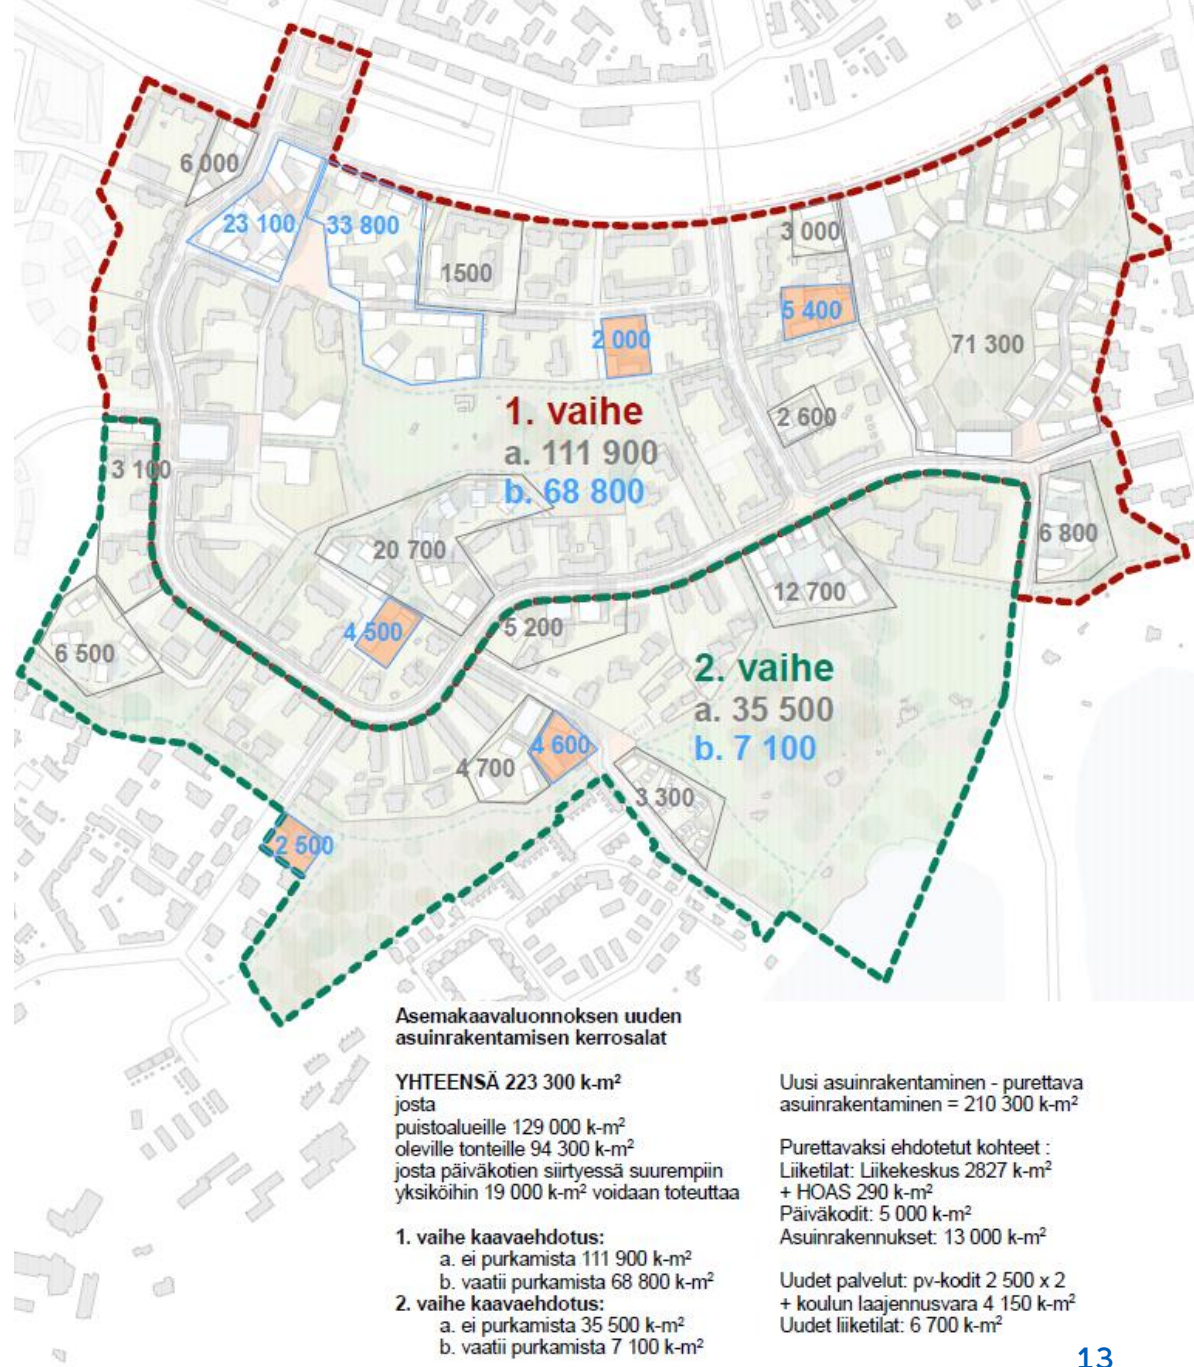 6 000
23 100
33 800
1500
3 000
5 400
2 000
71 300
1. vaihe
a. 111 900
b. 68 800
2 600
3 100
20 700
6 800
12 700
4 500
5 200
6 500
2. vaihe
a. 35 500
b. 7 100
4 600
4 700
3 300
2 500
Asemakaavaluonnoksen uuden
asuinrakentamisen kerrosalat
YHTEENSÄ 223 300 k-m²
josta
puistoalueille 129 000 k-m²
oleville tonteille 94 300 k-m²
josta päiväkotien siirtyessä suurempiin
yksiköihin 19 000 k-m² voidaan toteuttaa
1. vaihe kaavaehdotus:
a. ei purkamista 111 900 k-m²
b. vaatii purkamista 68 800 k-m²
2. vaihe kaavaehdotus:
a. ei purkamista 35 500 k-m²
b. vaatii purkamista 7 100 k-m²
Uusi asuinrakentaminen - purettava
asuinrakentaminen = 210 300 k-m²
Purettavaksi ehdotetut kohteet :
Liiketilat: Liikekeskus 2827 k-m²
+ HOAS 290 k-m²
Päiväkodit: 5 000 k-m²
Asuinrakennukset: 13 000 k-m²
Uudet palvelut: pv-kodit 2 500 x 2
+ koulun laajennusvara 4 150 k-m²
Uudet liiketilat: 6 700 k-m²
13